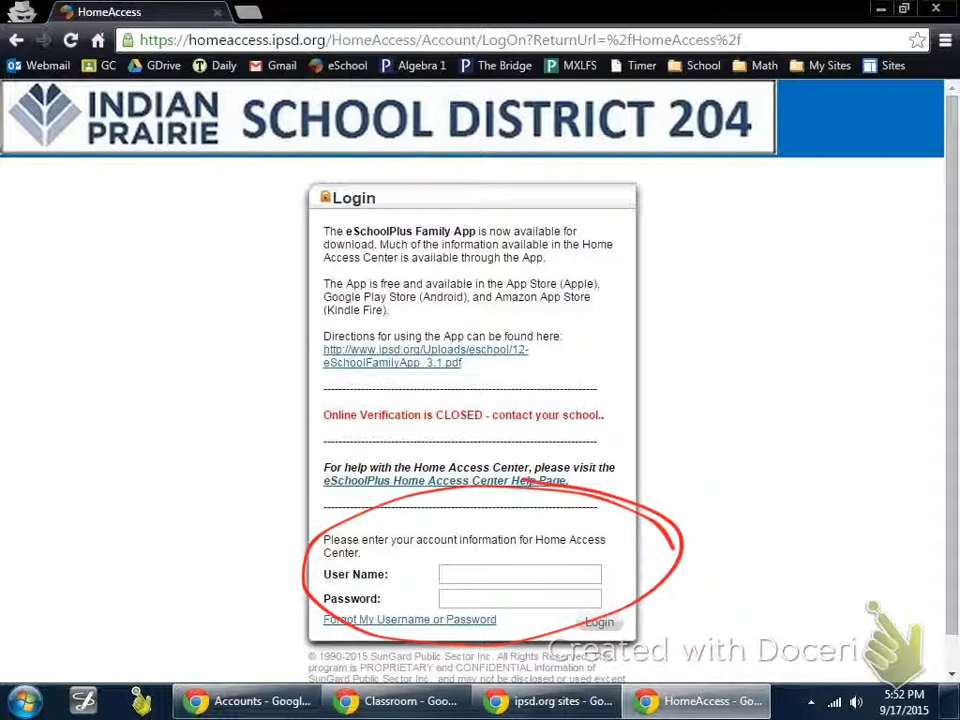 HomeAccess
https://homeaccess.ipsd.org/HomeAccess/Account/LogOn?ReturnUrl=%2fHomeAccess%2f
Webmail GC GDrive Daily Gmail eSchool Algebra 1 The Bridge MXLFS Timer School Math My Sites Sites
INDIAN PRAIRIE SCHOOL DISTRICT 204
Login
The eSchoolPlus Family App is now available for
download. Much of the information available in the Home
Access Center is available through the App.
The App is free and available in the App Store (Apple),
Google Play Store (Android), and Amazon App Store
(Kindle Fire).
Directions for using the App can be found here:
http://www.ipsd.org/Uploads/eschool/12-
eSchoolFamilyApp_3.1.pdf
Online Verification is CLOSED - contact your school..
For help with the Home Access Center, please visit the
eSchoolPlus Home Access Center Help Page.
Please enter your account information for Home Access
Center.
User Name:
Password:
Forgot My Username or Password
Login
Created with Doceri
© 1990-2015 SunGard Public Sector Inc. All Rights Reserved.
program is PROPRIETARY and CONFIDENTIAL information of
SunGard Public Sector Inc., and may not be disclosed or used except
Accounts - Googl... Classroom - Goo... ipsd.org sites - Go... HomeAccess - Go...
5:52 PM
9/17/2015